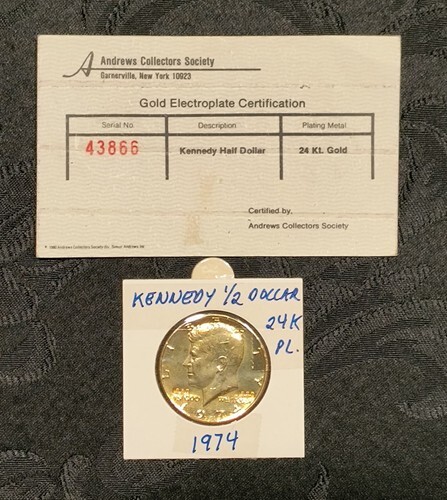 Andrews Collectors Society
Garnerville, New York 10923
Gold Electroplate Certification
Serial No. Description Plating Metal
43866 Kennedy Half Dollar 24 Kt. Gold
Certified by,
Andrews Collectors Society
KENNEDY 1/2 DOLLAR
24K
PL.
1974